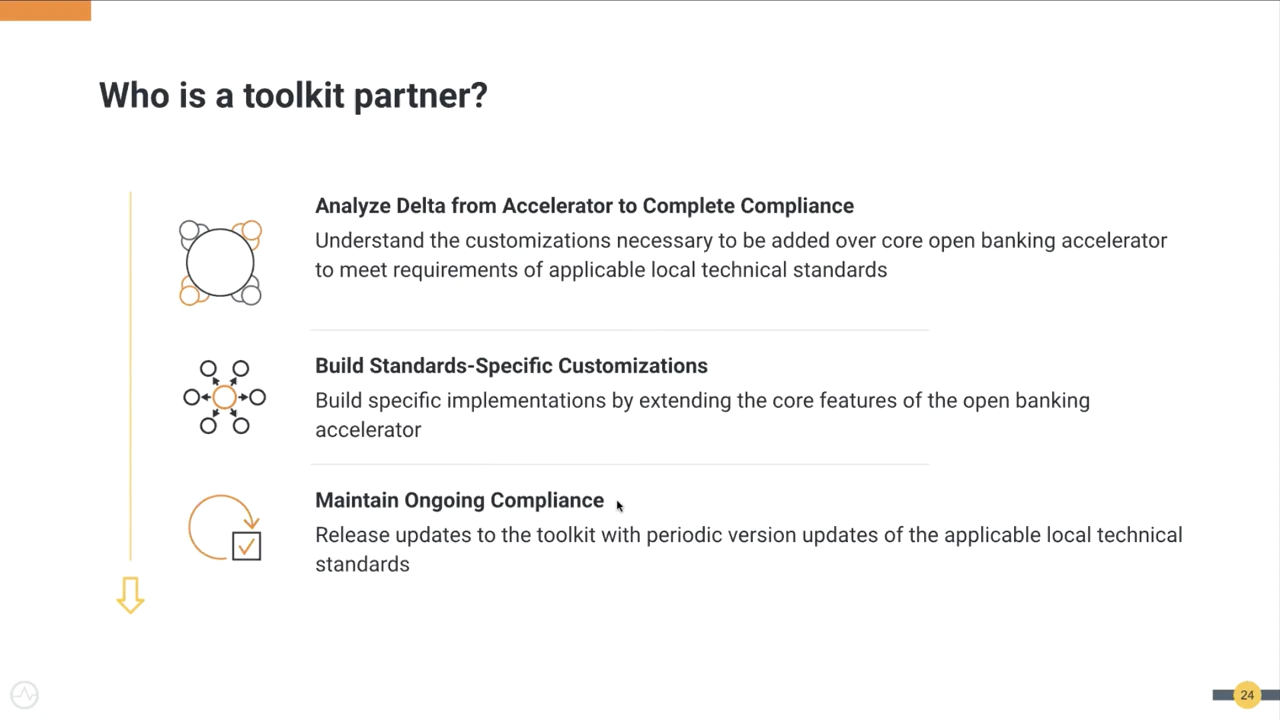 Who is a toolkit partner?
Analyze Delta from Accelerator to Complete Compliance
Understand the customizations necessary to be added over core open banking accelerator
to meet requirements of applicable local technical standards
Build Standards-Specific Customizations
Build specific implementations by extending the core features of the open banking
accelerator
Maintain Ongoing Compliance
Release updates to the toolkit with periodic version updates of the applicable local technical
standards
24